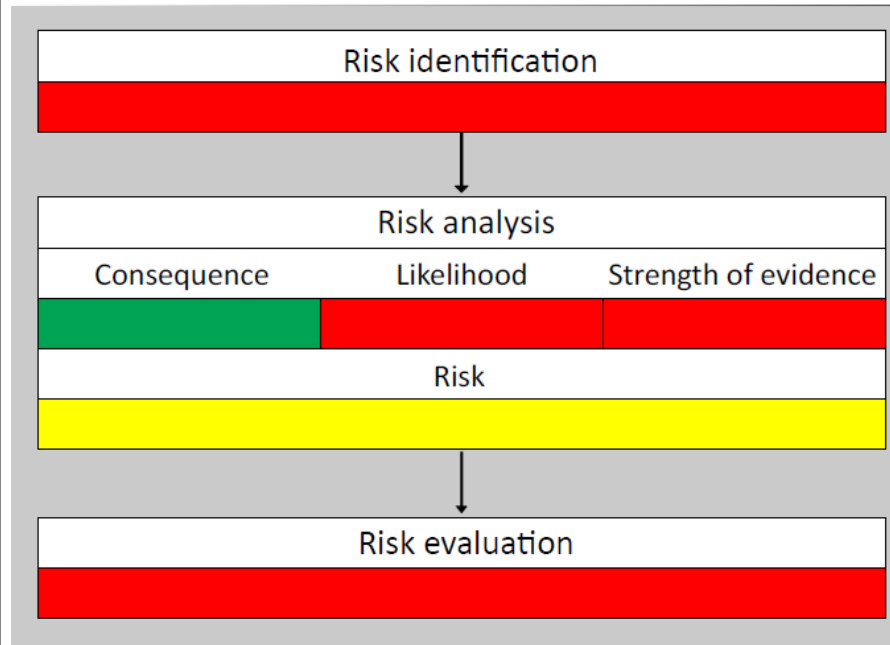 Risk identification
Risk analysis
Consequence Likelihood Strength of evidence
Risk
Risk evaluation